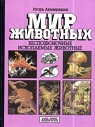 Игорь Акимушкин
МИР
ЖИВОТНЫХ
БЕСПОЗВОНОЧНЫЕ
ИСКОПАЕМЫЕ ЖИВОТНЫЕ